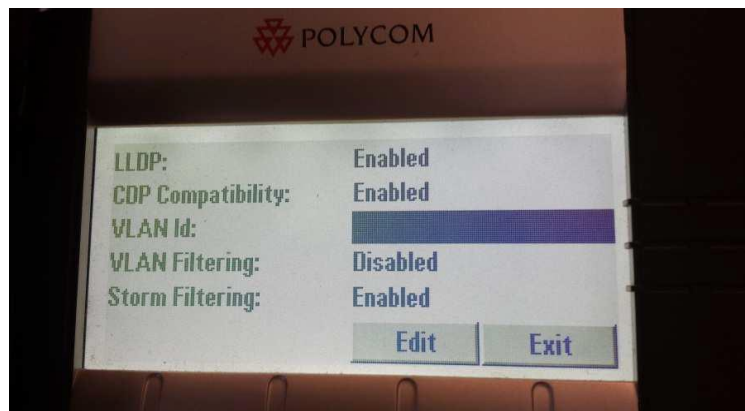 POLYCOM
LLDP: Enabled
CDP Compatibility: Enabled
VLAN Id:
VLAN Filtering: Disabled
Storm Filtering: Enabled
Edit Exit